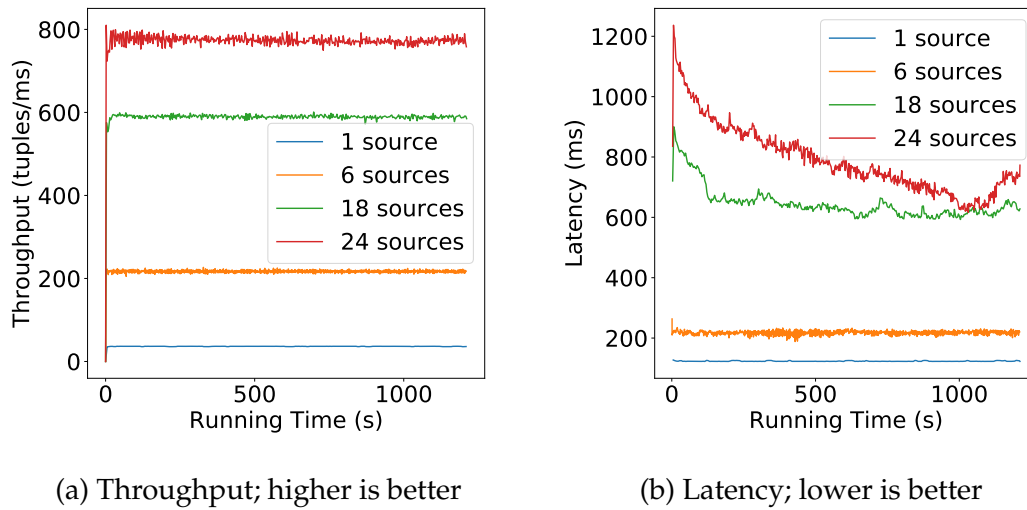 800
600
400
200
0
Throughput (tuples/ms)
1 source
6 sources
18 sources
24 sources
0
500
1000
Running Time (s)
(a) Throughput; higher is better
1200
1000
800
600
400
200
Latency (ms)
1 source
6 sources
18 sources
24 sources
0
500
1000
Running Time (s)
(b) Latency; lower is better